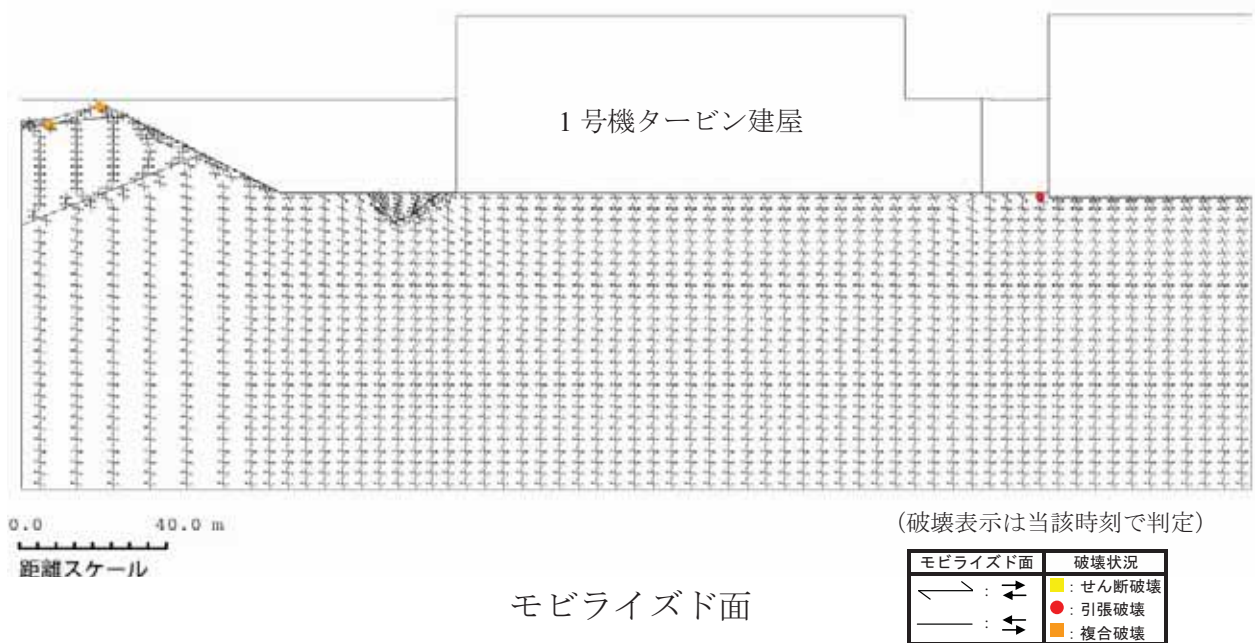 1号機タービン建屋
0.0 40.0 m
距離スケール
(破壊表示は当該時刻で判定)
モビライズド面
モビライズド面 破壊状況
: ⇄ : せん断破壊
: 引張破壊
: ⇆ : 複合破壊